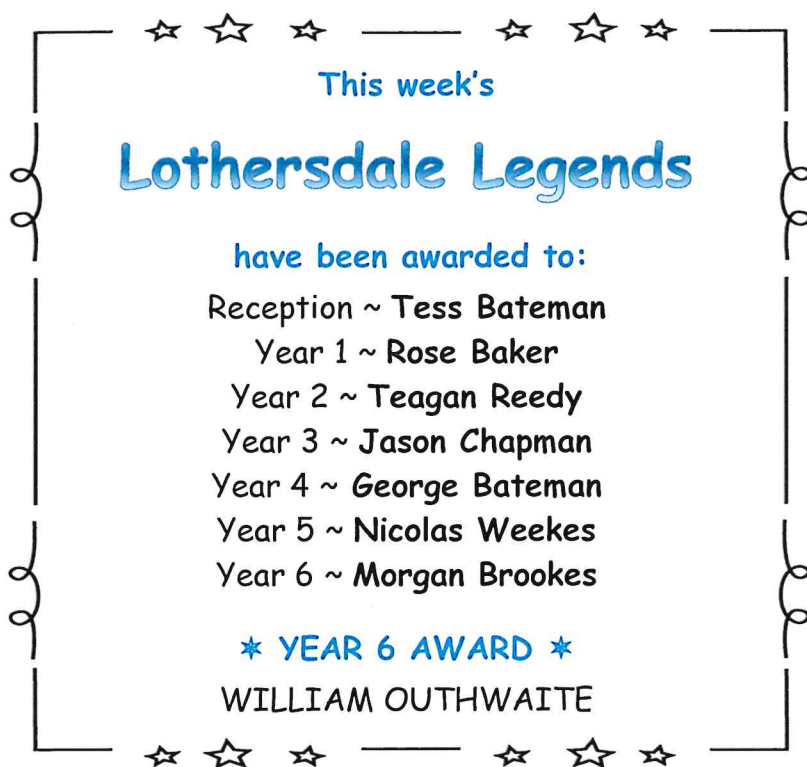 This week's
Lothersdale Legends
have been awarded to:
Reception ~ Tess Bateman
Year 1 ~ Rose Baker
Year 2 ~ Teagan Reedy
Year 3 ~ Jason Chapman
Year 4 ~ George Bateman
Year 5 ~ Nicolas Weekes
Year 6 ~ Morgan Brookes
* YEAR 6 AWARD *
WILLIAM OUTHWAITE